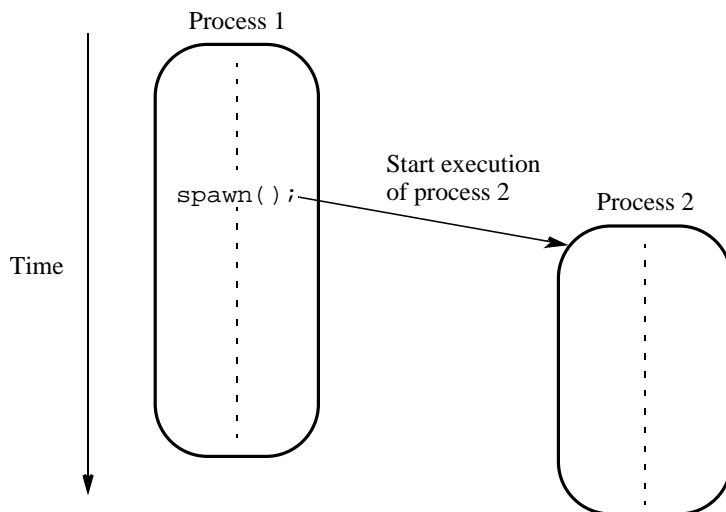 Process 1
Start execution
of process 2
spawn();
Process 2
Time